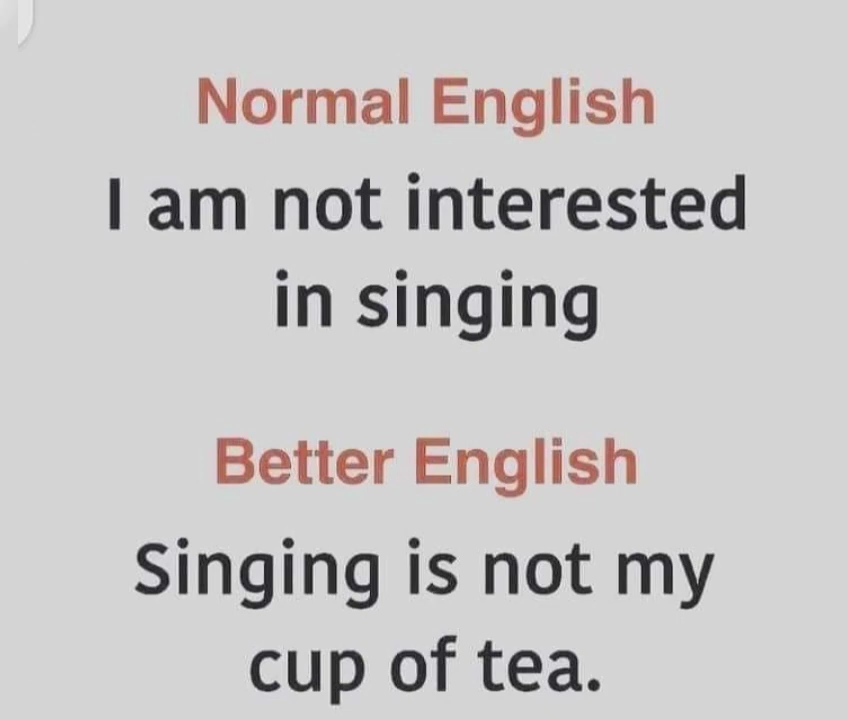 Normal English
I am not interested
in singing
Better English
Singing is not my
cup of tea.